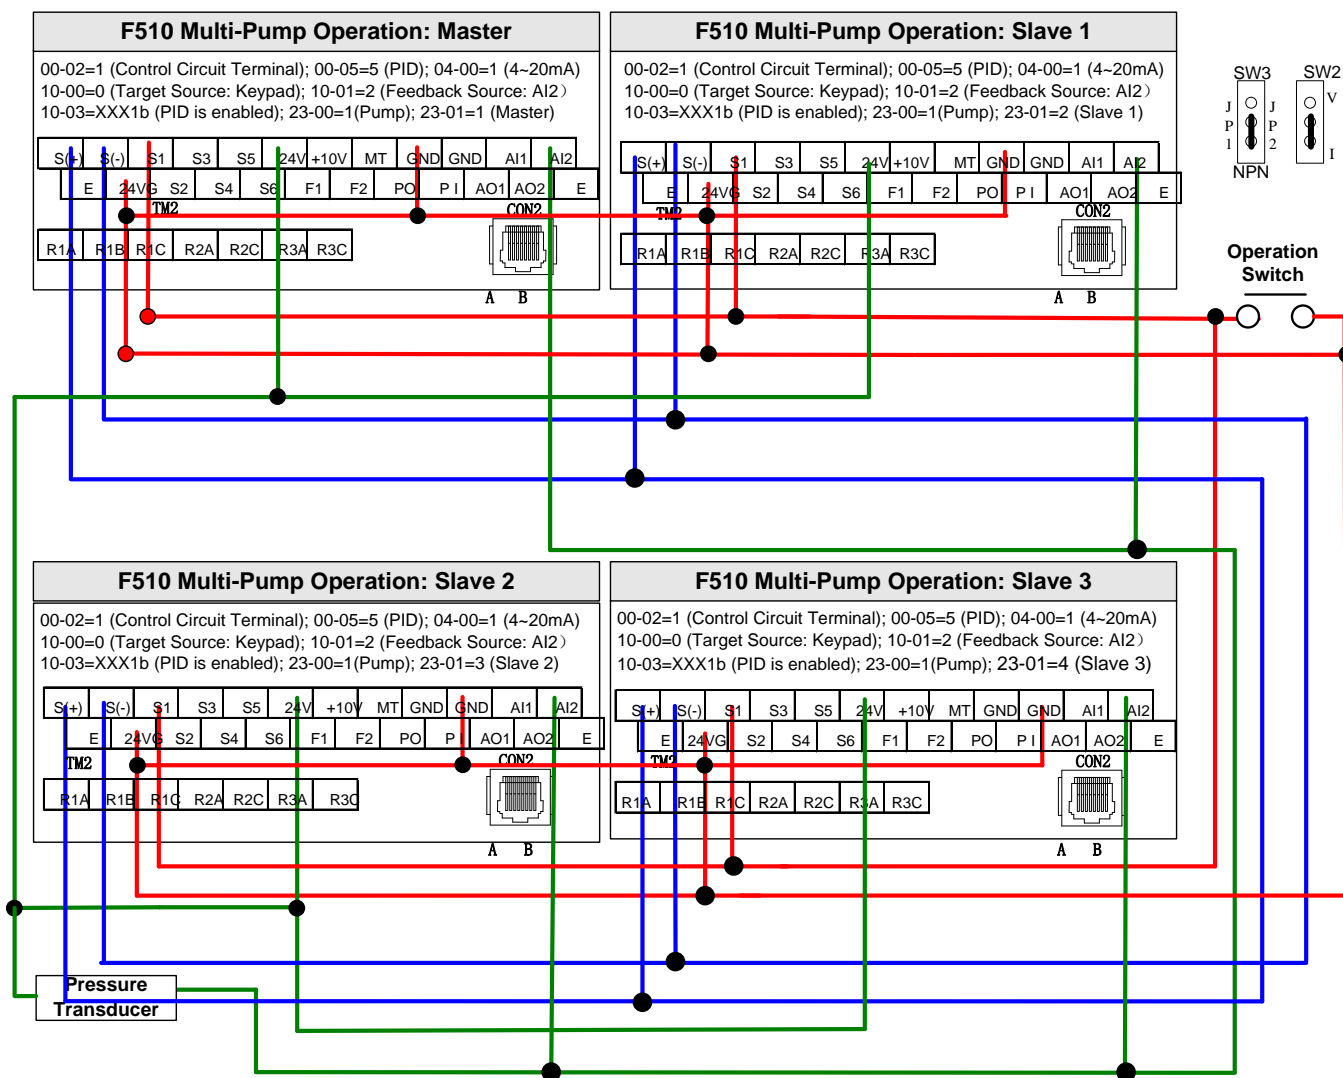 F510 Multi-Pump Operation: Master
00-02=1 (Control Circuit Terminal); 00-05=5 (PID); 04-00=1 (4~20mA)
10-00=0 (Target Source: Keypad); 10-01=2 (Feedback Source: AI2）
10-03=XXX1b (PID is enabled); 23-00=1(Pump); 23-01=1 (Master)
S(+) S(-) S1 S3 S5 24V +10V MT GND GND AI1 AI2
E 24VG S2 S4 S6 F1 F2 PO P I AO1 AO2 E
TM2 CON2
R1A R1B R1C R2A R2C R3A R3C
A B
F510 Multi-Pump Operation: Slave 1
00-02=1 (Control Circuit Terminal); 00-05=5 (PID); 04-00=1 (4~20mA)
10-00=0 (Target Source: Keypad); 10-01=2 (Feedback Source: AI2）
10-03=XXX1b (PID is enabled); 23-00=1(Pump); 23-01=2 (Slave 1)
S(+) S(-) S1 S3 S5 24V +10V MT GND GND AI1 AI2
E 24VG S2 S4 S6 F1 F2 PO P I AO1 AO2 E
TM2 CON2
R1A R1B R1C R2A R2C R3A R3C
A B
SW3 SW2
J J V
P P
1 2 I
NPN
Operation
Switch
F510 Multi-Pump Operation: Slave 2
00-02=1 (Control Circuit Terminal); 00-05=5 (PID); 04-00=1 (4~20mA)
10-00=0 (Target Source: Keypad); 10-01=2 (Feedback Source: AI2）
10-03=XXX1b (PID is enabled); 23-00=1(Pump); 23-01=3 (Slave 2)
S(+) S(-) S1 S3 S5 24V +10V MT GND GND AI1 AI2
E 24VG S2 S4 S6 F1 F2 PO P I AO1 AO2 E
TM2 CON2
R1A R1B R1C R2A R2C R3A R3C
A B
F510 Multi-Pump Operation: Slave 3
00-02=1 (Control Circuit Terminal); 00-05=5 (PID); 04-00=1 (4~20mA)
10-00=0 (Target Source: Keypad); 10-01=2 (Feedback Source: AI2）
10-03=XXX1b (PID is enabled); 23-00=1(Pump); 23-01=4 (Slave 3)
S(+) S(-) S1 S3 S5 24V +10V MT GND GND AI1 AI2
E 24VG S2 S4 S6 F1 F2 PO P I AO1 AO2 E
TM2 CON2
R1A R1B R1C R2A R2C R3A R3C
A B
Pressure
Transducer